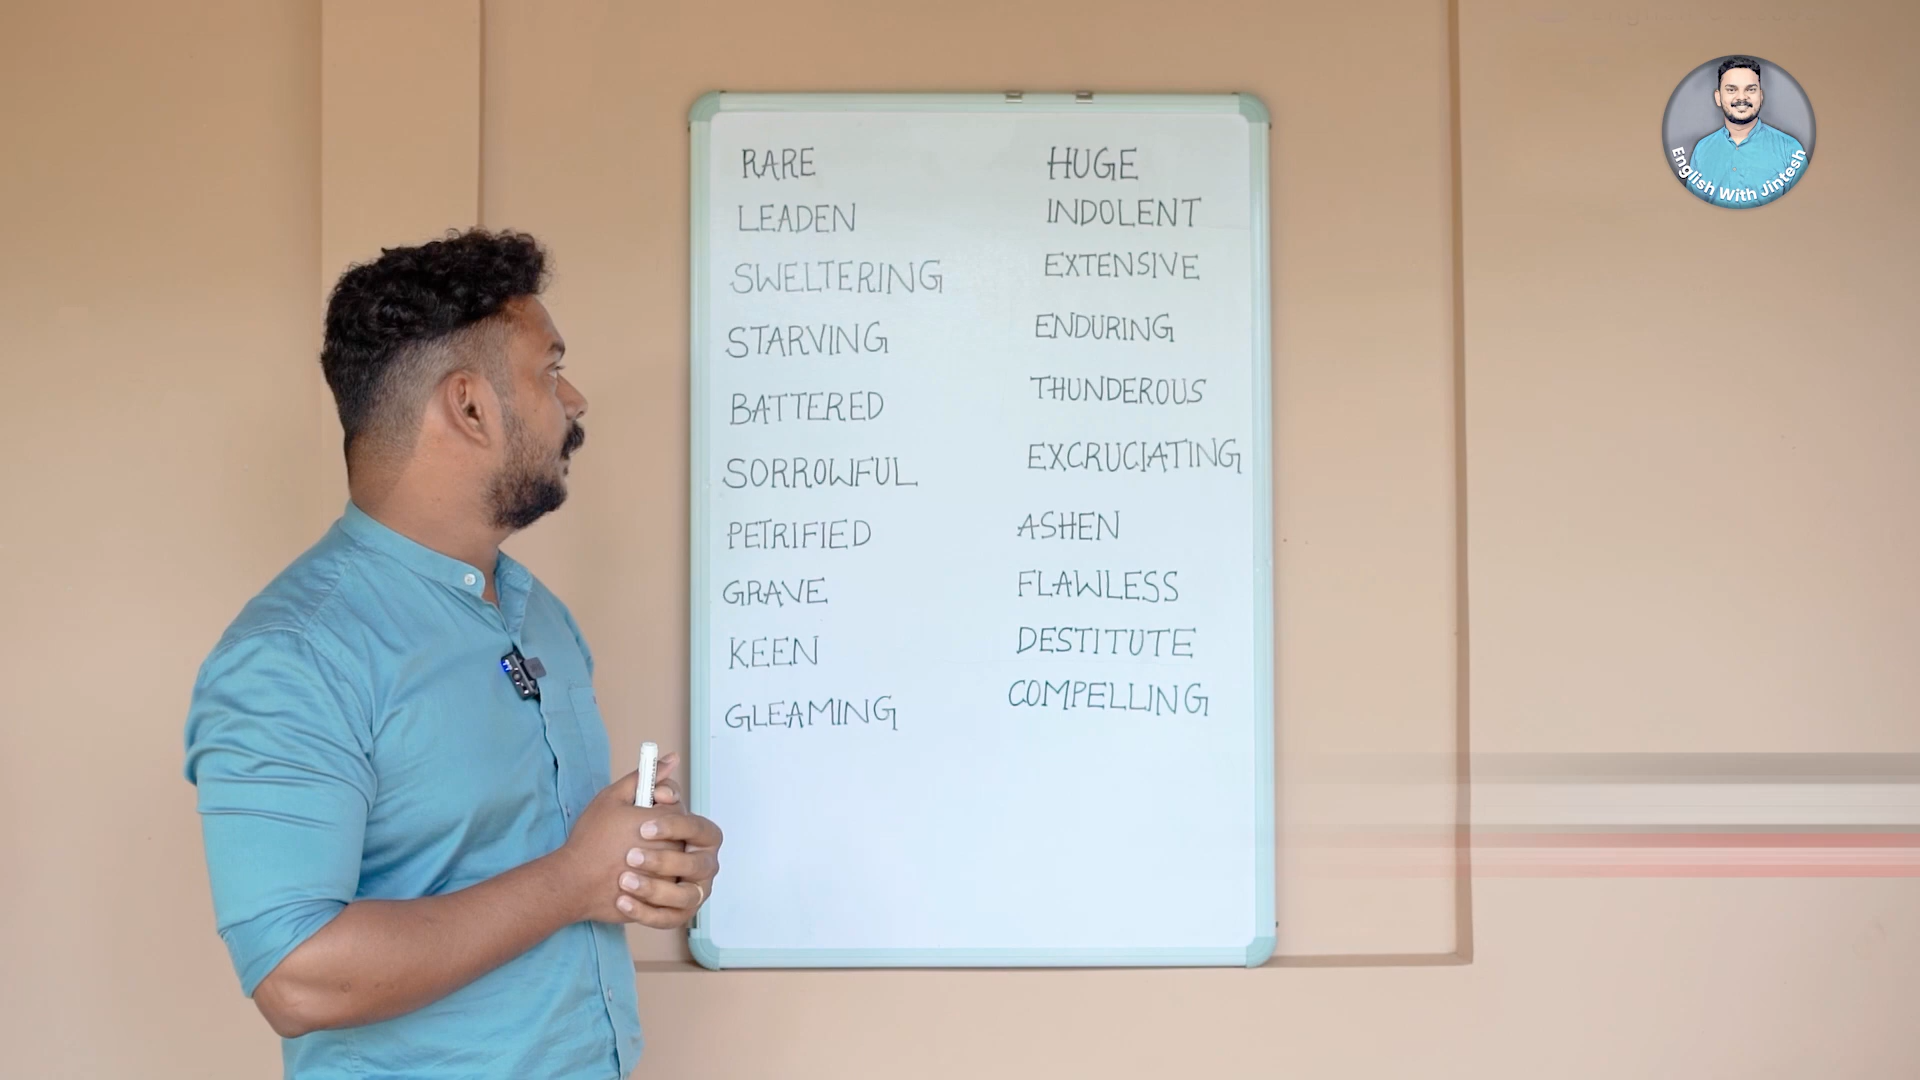 RARE
LEADEN
SWELTERING
STARVING
BATTERED
SORROWFUL
PETRIFIED
GRAVE
KEEN
GLEAMING
HUGE
INDOLENT
EXTENSIVE
ENDURING
THUNDEROUS
EXCRUCIATING
ASHEN
FLAWLESS
DESTITUTE
COMPELLING
English With Jintesh